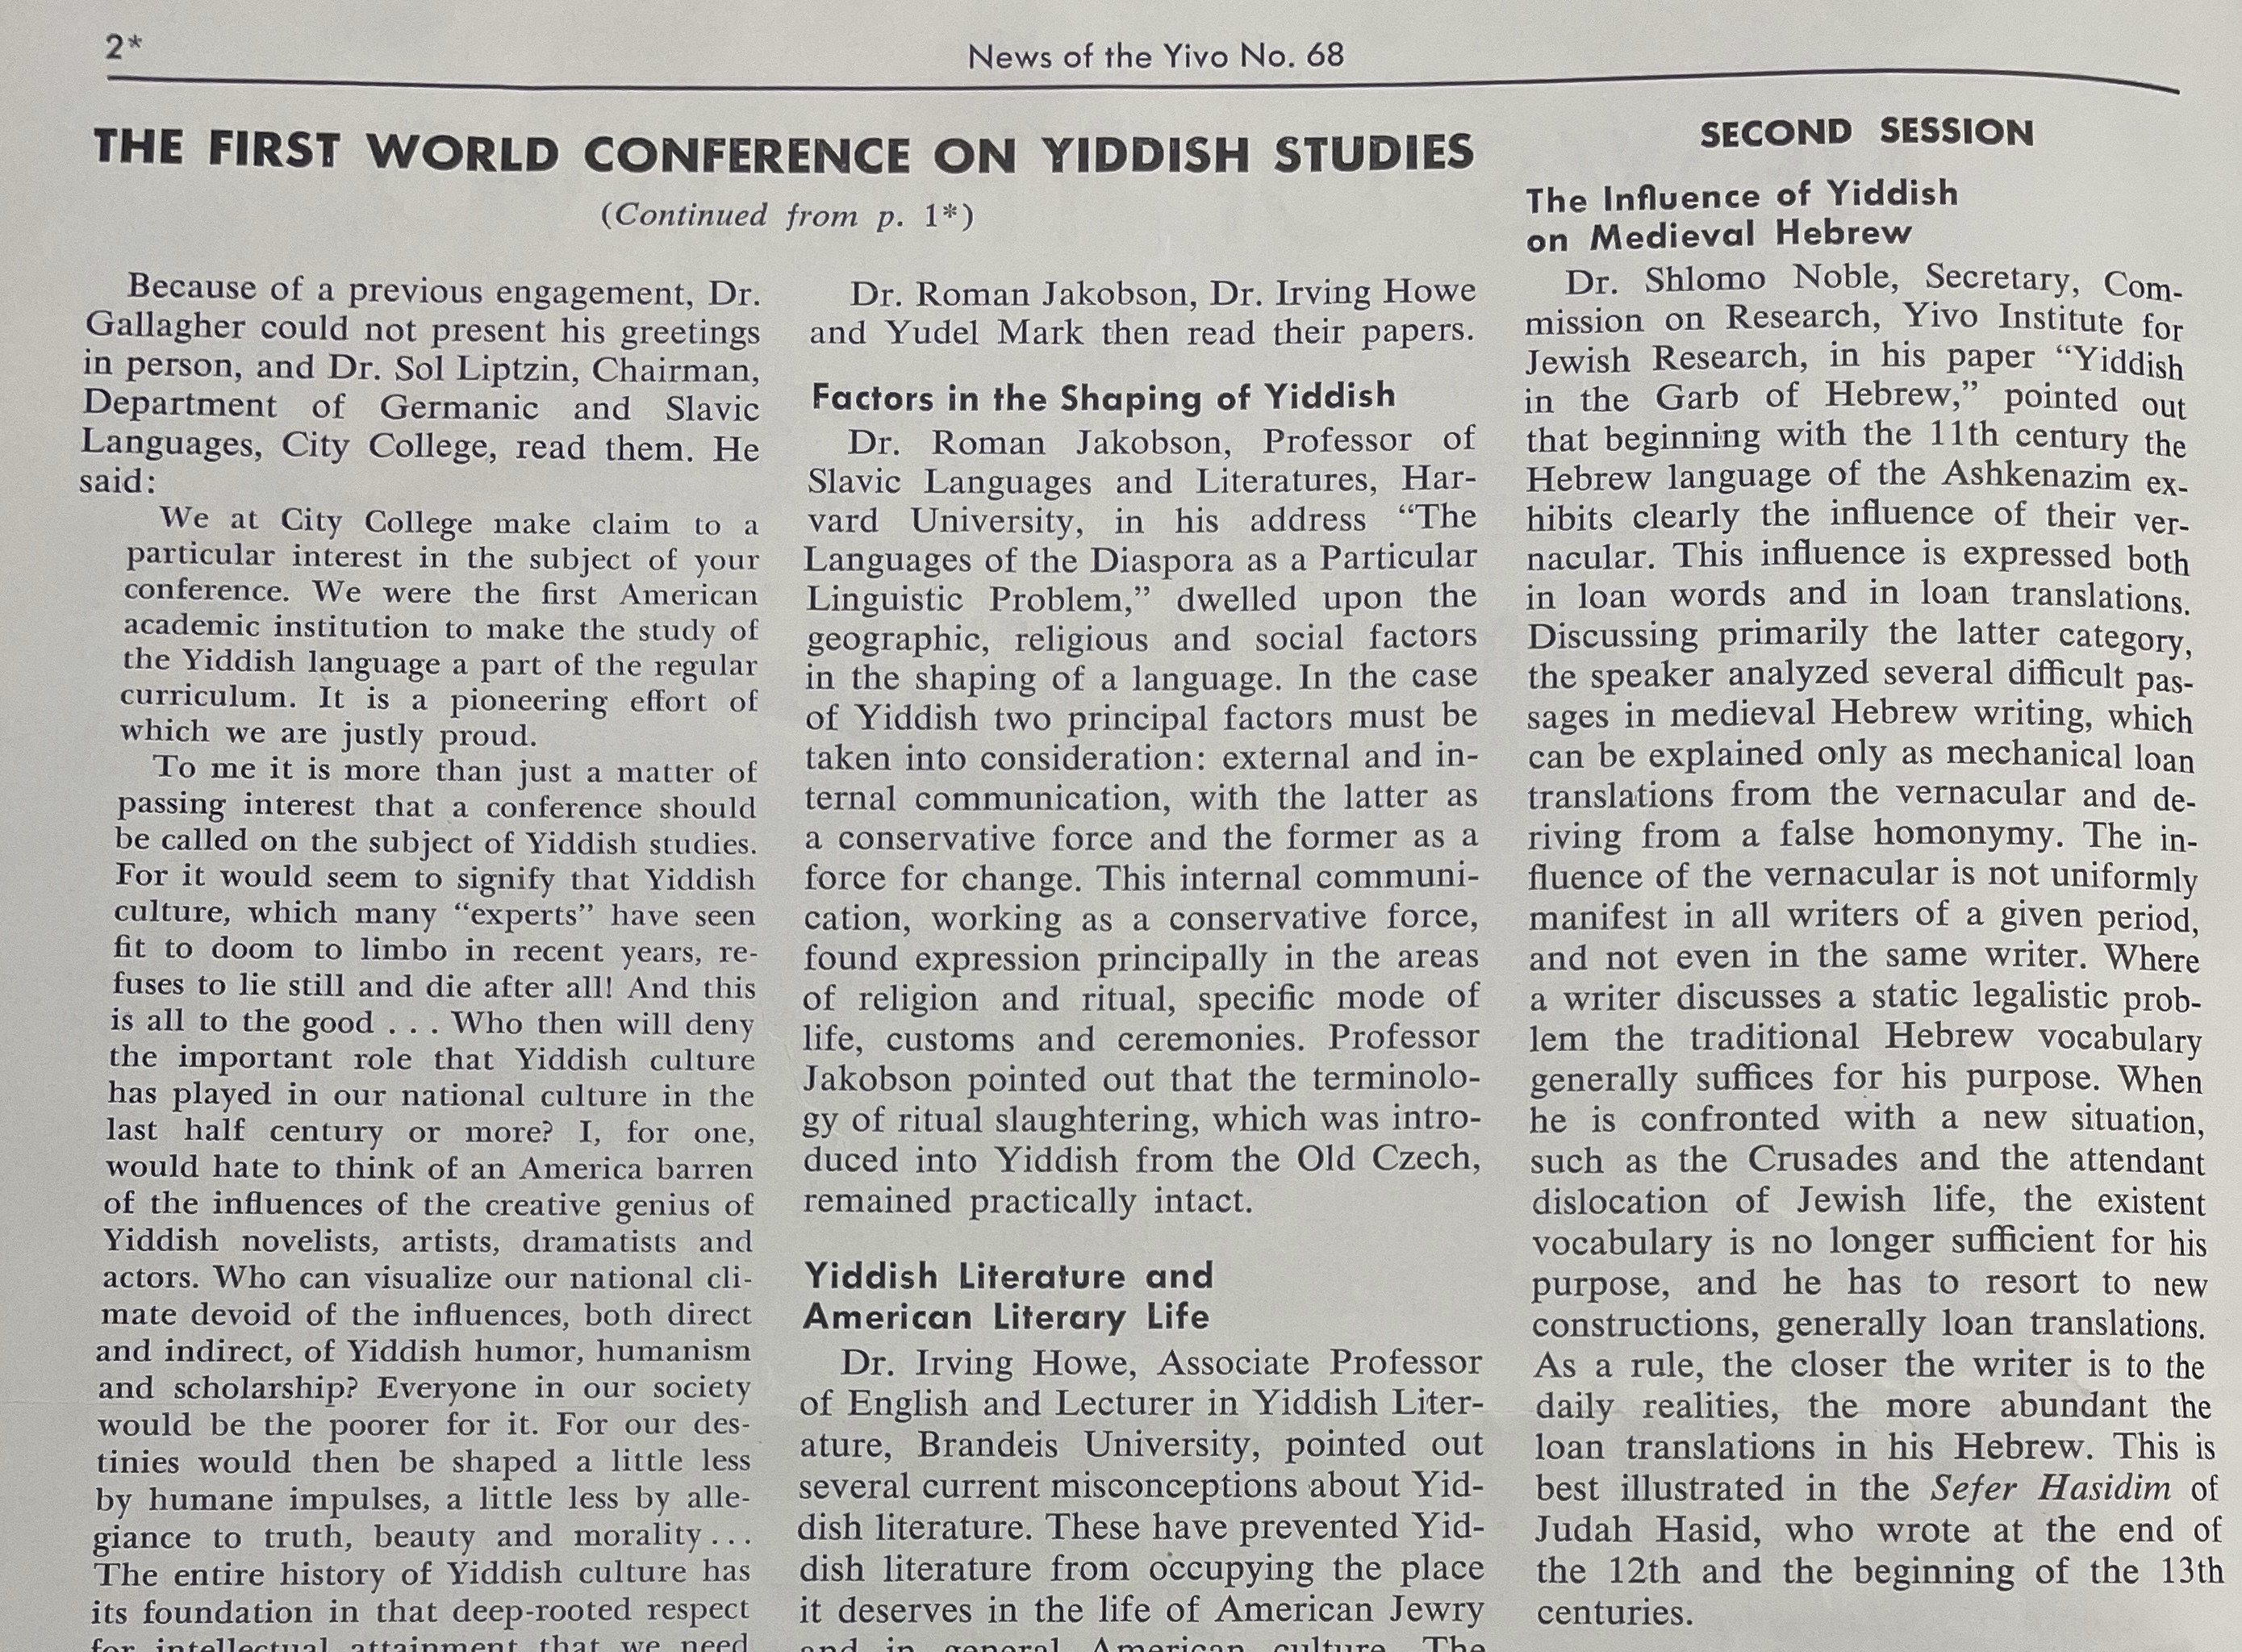 2*
News of the Yivo No. 68
THE FIRST WORLD CONFERENCE ON YIDDISH STUDIES
(Continued from p. 1*)
Because of a previous engagement, Dr.
Gallagher could not present his greetings
in person, and Dr. Sol Liptzin, Chairman,
Department of Germanic and Slavic
Languages, City College, read them. He
said:
We at City College make claim to a
particular interest in the subject of your
conference. We were the first American
academic institution to make the study of
the Yiddish language a part of the regular
curriculum. It is a pioneering effort of
which we are justly proud.
To me it is more than just a matter of
passing interest that a conference should
be called on the subject of Yiddish studies.
For it would seem to signify that Yiddish
culture, which many “experts” have seen
fit to doom to limbo in recent years, re-
fuses to lie still and die after all! And this
is all to the good . . . Who then will deny
the important role that Yiddish culture
has played in our national culture in the
last half century or more? I, for one,
would hate to think of an America barren
of the influences of the creative genius of
Yiddish novelists, artists, dramatists and
actors. Who can visualize our national cli-
mate devoid of the influences, both direct
and indirect, of Yiddish humor, humanism
and scholarship? Everyone in our society
would be the poorer for it. For our des-
tinies would then be shaped a little less
by humane impulses, a little less by alle-
giance to truth, beauty and morality . . .
The entire history of Yiddish culture has
its foundation in that deep-rooted respect
for intellectual attainment that we need
Dr. Roman Jakobson, Dr. Irving Howe
and Yudel Mark then read their papers.
Factors in the Shaping of Yiddish
Dr. Roman Jakobson, Professor of
Slavic Languages and Literatures, Har-
vard University, in his address “The
Languages of the Diaspora as a Particular
Linguistic Problem,” dwelled upon the
geographic, religious and social factors
in the shaping of a language. In the case
of Yiddish two principal factors must be
taken into consideration: external and in-
ternal communication, with the latter as
a conservative force and the former as a
force for change. This internal communi-
cation, working as a conservative force,
found expression principally in the areas
of religion and ritual, specific mode of
life, customs and ceremonies. Professor
Jakobson pointed out that the terminolo-
gy of ritual slaughtering, which was intro-
duced into Yiddish from the Old Czech,
remained practically intact.
Yiddish Literature and
American Literary Life
Dr. Irving Howe, Associate Professor
of English and Lecturer in Yiddish Liter-
ature, Brandeis University, pointed out
several current misconceptions about Yid-
dish literature. These have prevented Yid-
dish literature from occupying the place
it deserves in the life of American Jewry
and in general American culture. The
SECOND SESSION
The Influence of Yiddish
on Medieval Hebrew
Dr. Shlomo Noble, Secretary, Com-
mission on Research, Yivo Institute for
Jewish Research, in his paper “Yiddish
in the Garb of Hebrew,” pointed out
that beginning with the 11th century the
Hebrew language of the Ashkenazim ex-
hibits clearly the influence of their ver-
nacular. This influence is expressed both
in loan words and in loan translations.
Discussing primarily the latter category,
the speaker analyzed several difficult pas-
sages in medieval Hebrew writing, which
can be explained only as mechanical loan
translations from the vernacular and de-
riving from a false homonymy. The in-
fluence of the vernacular is not uniformly
manifest in all writers of a given period,
and not even in the same writer. Where
a writer discusses a static legalistic prob-
lem the traditional Hebrew vocabulary
generally suffices for his purpose. When
he is confronted with a new situation,
such as the Crusades and the attendant
dislocation of Jewish life, the existent
vocabulary is no longer sufficient for his
purpose, and he has to resort to new
constructions, generally loan translations.
As a rule, the closer the writer is to the
daily realities, the more abundant the
loan translations in his Hebrew. This is
best illustrated in the Sefer Hasidim of
Judah Hasid, who wrote at the end of
the 12th and the beginning of the 13th
centuries.